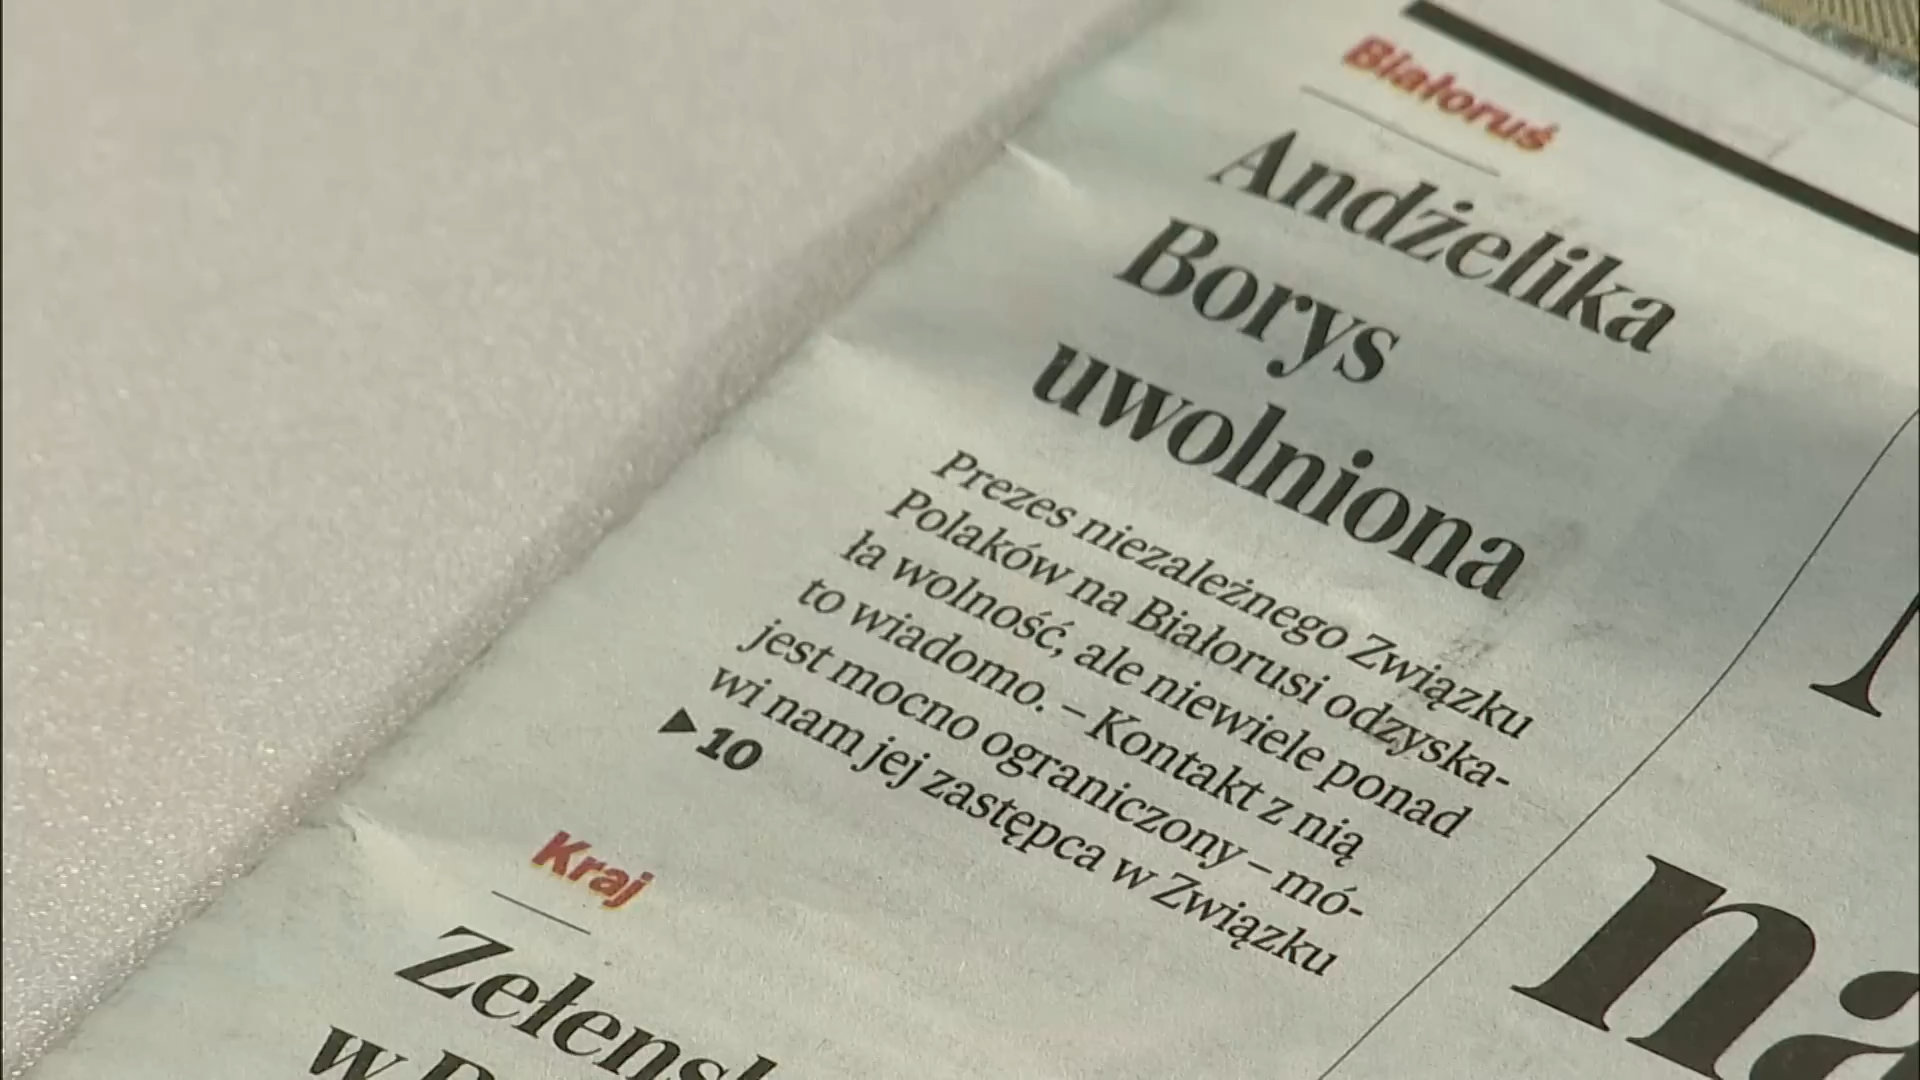 Białoruś
Andżelika
Borys
uwolniona
Prezes niezależnego Związku
Polaków na Białorusi odzyska-
ła wolność, ale niewiele ponad
to wiadomo. – Kontakt z nią
jest mocno ograniczony – mó-
wi nam jej zastępca w Związku
▶10
Kraj
na